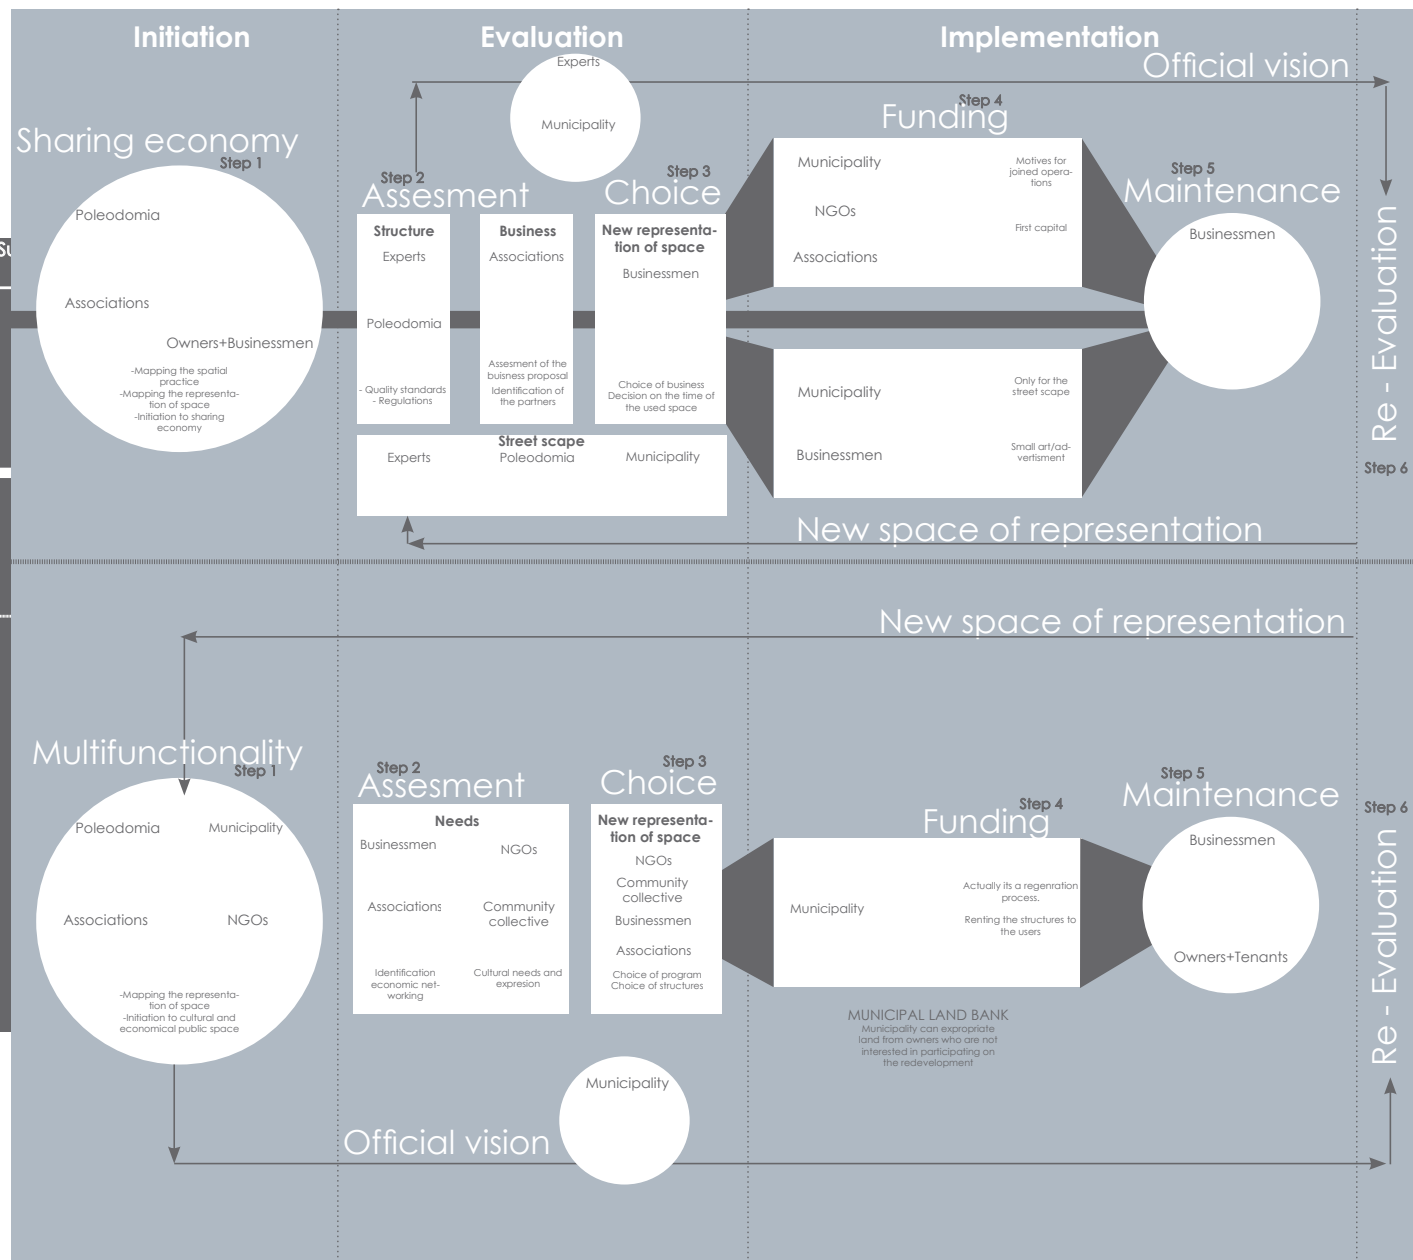 Initiation
Evaluation
Implementation
Experts
Municipality
Official vision
Sharing economy
Step 1
Poleodomia
Associations
Owners+Businessmen
-Mapping the spatial
practice
-Mapping the representa-
tion of space
-Initiation to sharing
economy
Step 2
Assesment
Structure
Experts
Poleodomia
- Quality standards
- Regulations
Business
Associations
Assesment of the
buisness proposal
Identification of
the partners
Step 3
Choice
New representa-
tion of space
Businessmen
Choice of business
Decision on the time of
the used space
Street scape
Experts
Poleodomia
Municipality
Step 4
Funding
Municipality
NGOs
Associations
Motives for
joined opera-
tions
First capital
Municipality
Businessmen
Only for the
street scape
Small art/ad-
vertisment
Step 5
Maintenance
Businessmen
Re - Evaluation
Step 6
New space of representation
New space of representation
Multifunctionality
Step 1
Poleodomia
Municipality
Associations
NGOs
-Mapping the representa-
tion of space
-Initiation to cultural and
economical public space
Step 2
Assesment
Needs
Businessmen
NGOs
Associations
Community
collective
Identification
economic net-
working
Cultural needs and
expresion
Step 3
Choice
New representa-
tion of space
NGOs
Community
collective
Businessmen
Associations
Choice of program
Choice of structures
Step 4
Funding
Municipality
Actually its a regenration
process.
Renting the structures to
the users
MUNICIPAL LAND BANK
Municipality can expropriate
land from owners who are not
interested in participating on
the redevelopment
Step 5
Maintenance
Businessmen
Owners+Tenants
Step 6
Re - Evaluation
Municipality
Official vision